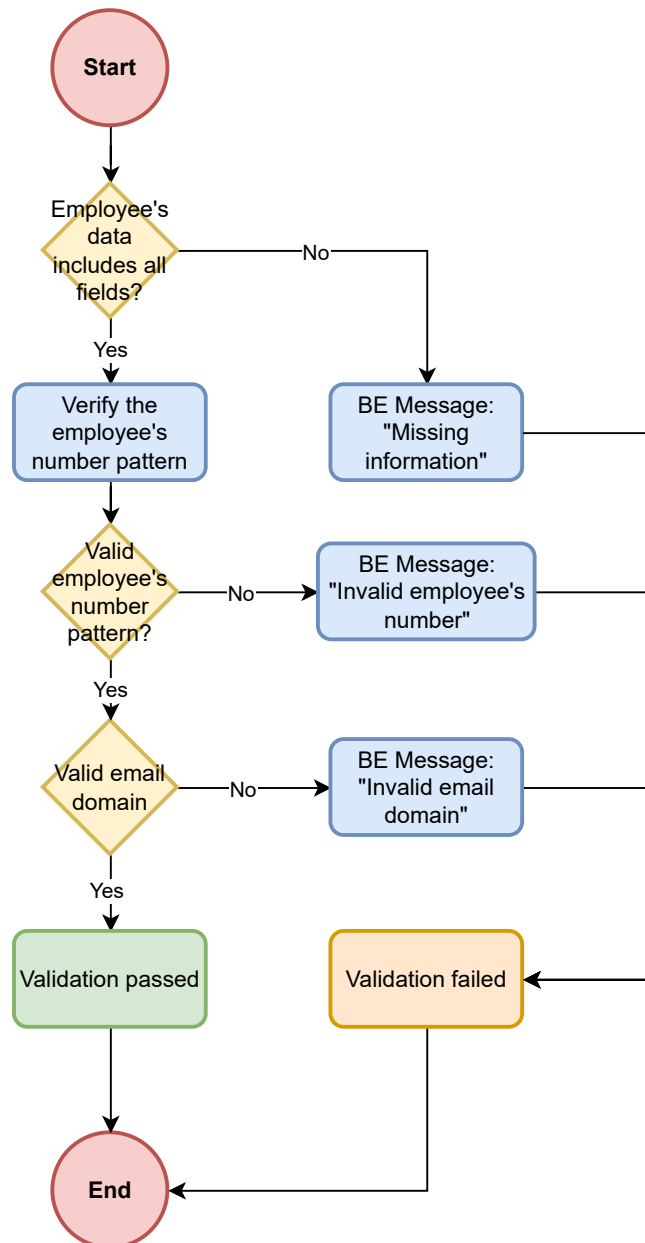 Start
Employee's
data
includes all
fields?
No
Yes
Verify the
employee's
number pattern
BE Message:
"Missing
information"
Valid
employee's
number
pattern?
No
BE Message:
"Invalid employee's
number"
Yes
Valid email
domain
No
BE Message:
"Invalid email
domain"
Yes
Validation passed
Validation failed
End